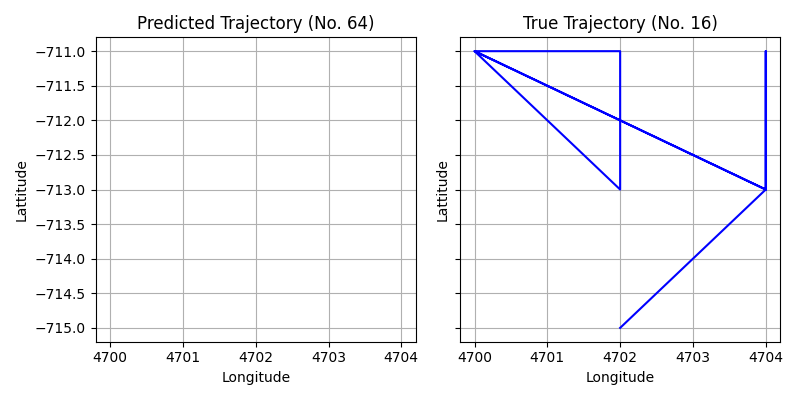 Predicted Trajectory (No. 64)
True Trajectory (No. 16)
−711.0
−711.5
−712.0
−712.5
−713.0
−713.5
−714.0
−714.5
−715.0
Lattitude
Lattitude
4700 4701 4702 4703 4704
4700 4701 4702 4703 4704
Longitude
Longitude